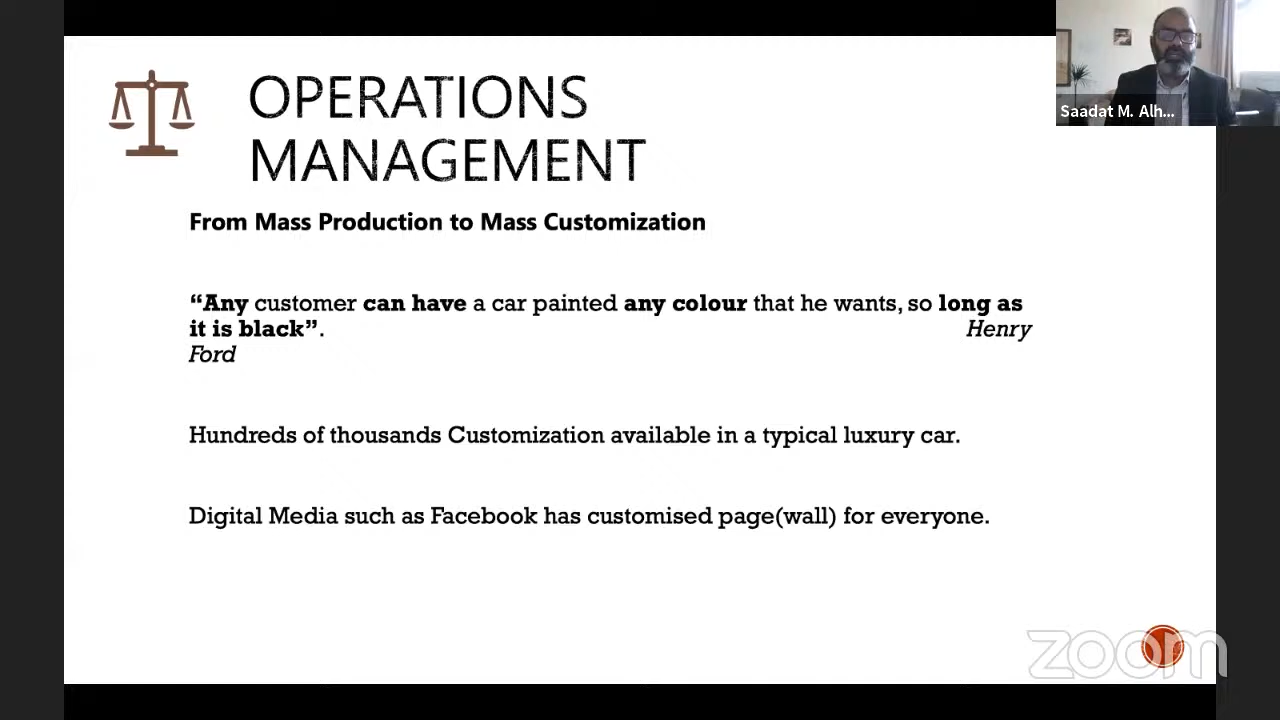 OPERATIONS
MANAGEMENT
From Mass Production to Mass Customization
“Any customer can have a car painted any colour that he wants, so long as
it is black”. Henry
Ford
Hundreds of thousands Customization available in a typical luxury car.
Digital Media such as Facebook has customised page(wall) for everyone.
Saadat M. Alh...
zoom